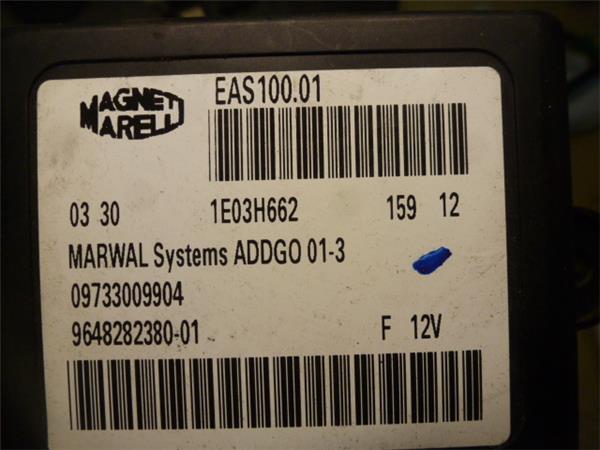 MAGNETI
MARELLI
EAS100.01
03 30 1E03H662 159 12
MARWAL Systems ADDGO 01-3
09733009904
9648282380-01 F 12V